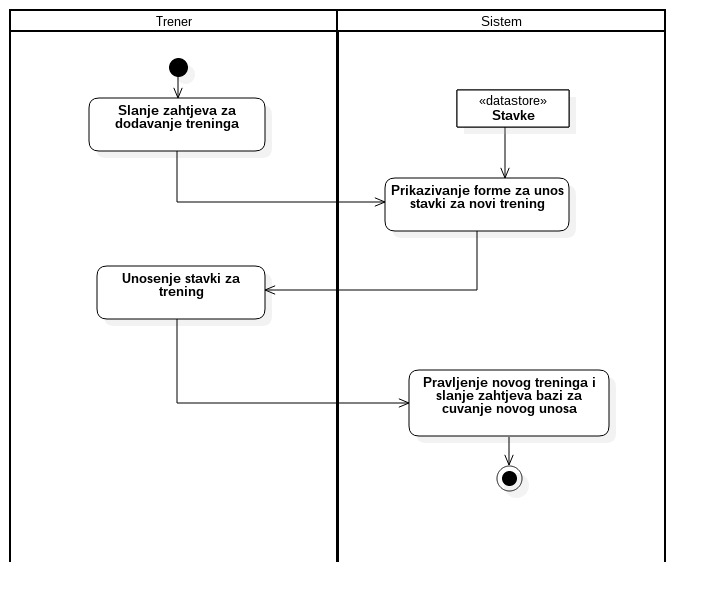 Trener
Sistem
Slanje zahtjeva za
dodavanje treninga
«datastore»
Stavke
Prikazivanje forme za unos
stavki za novi trening
Unosenje stavki za
trening
Pravljenje novog treninga i
slanje zahtjeva bazi za
cuvanje novog unosa